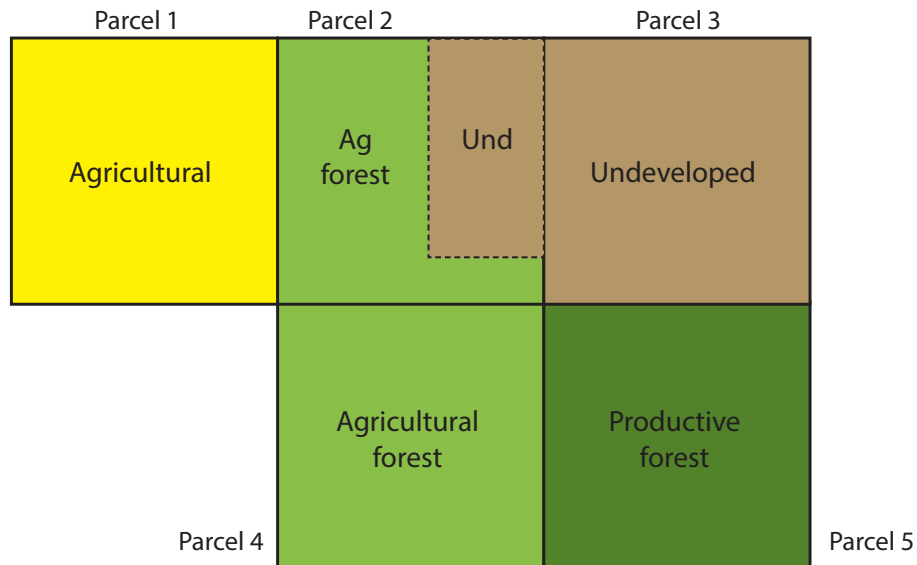 Parcel 1
Parcel 2
Parcel 3
Agricultural
Ag
forest
Und
Undeveloped
Agricultural
forest
Productive
forest
Parcel 4
Parcel 5